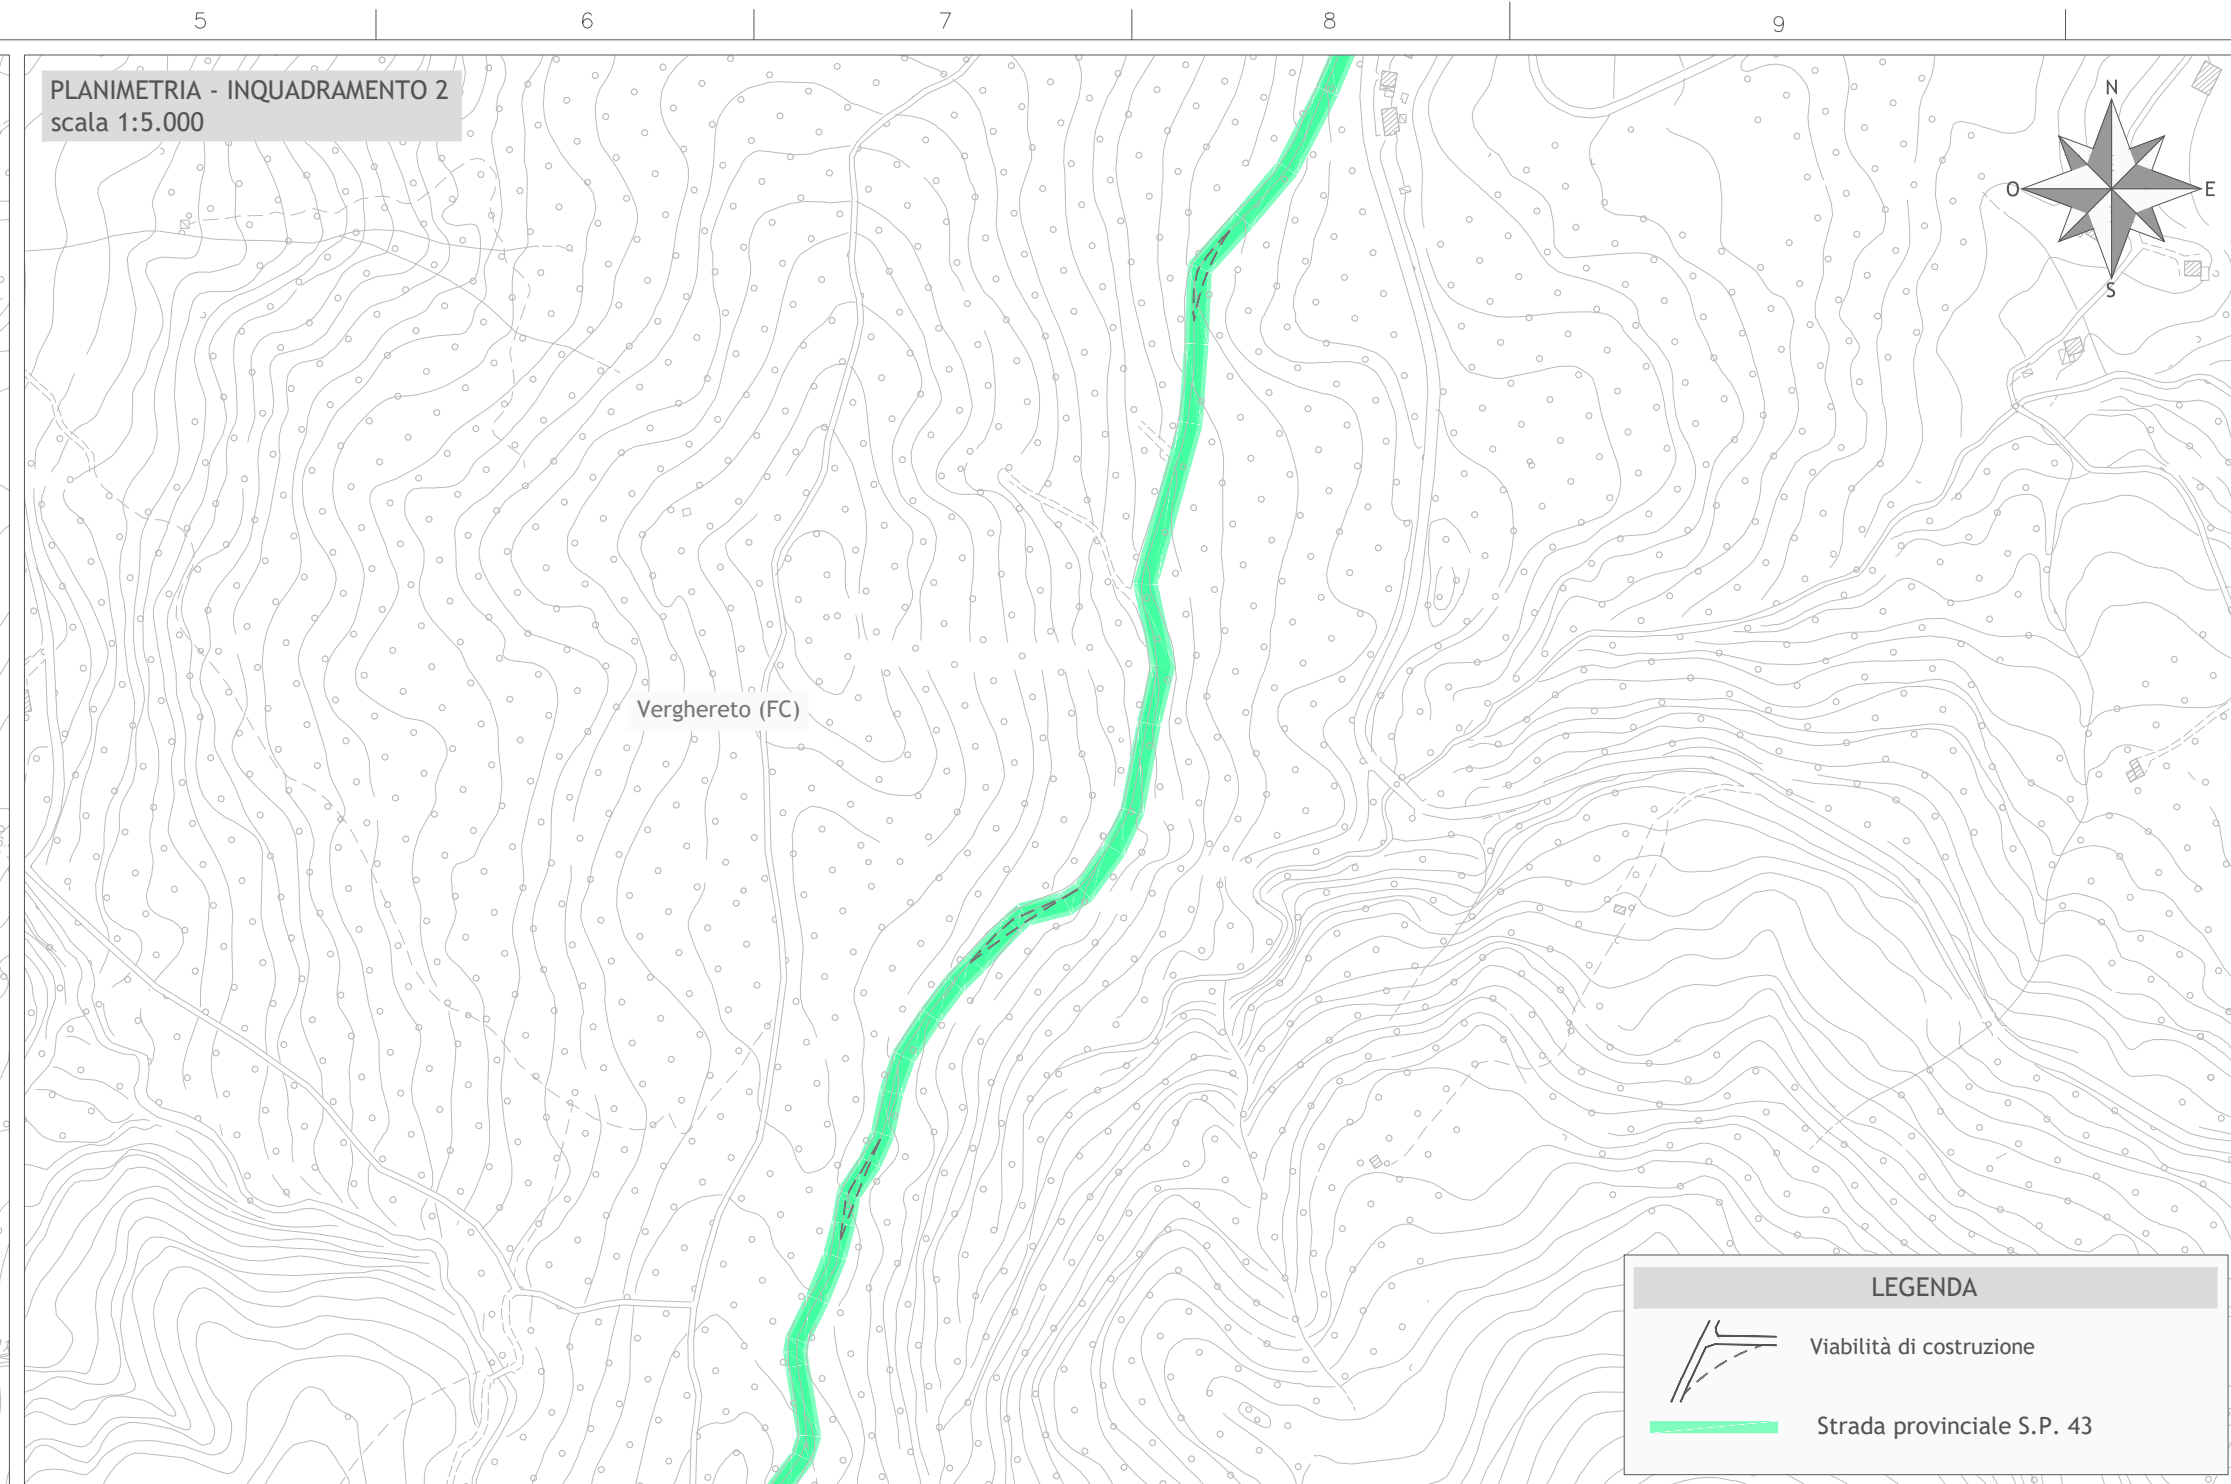 5 6 7 8 9
PLANIMETRIA - INQUADRAMENTO 2
scala 1:5.000
N
O E
S
Verghereto (FC)
LEGENDA
Viabilità di costruzione
Strada provinciale S.P. 43